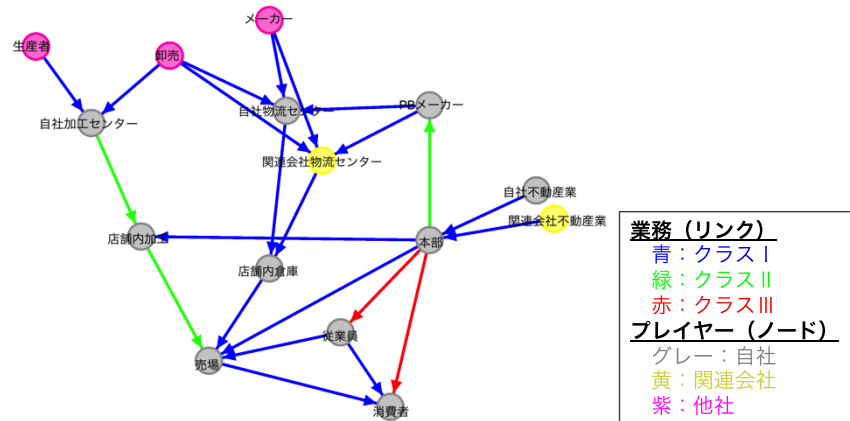 メーカー
生産者
卸売
PBメーカー
自社物流センター
自社加工センター
関連会社物流センター
自社不動産業
関連会社不動産業
店舗内加工
本部
店舗内倉庫
従業員
売場
消費者
業務（リンク）
青：クラスⅠ
緑：クラスⅡ
赤：クラスⅢ
プレイヤー（ノード）
グレー：自社
黄：関連会社
紫：他社